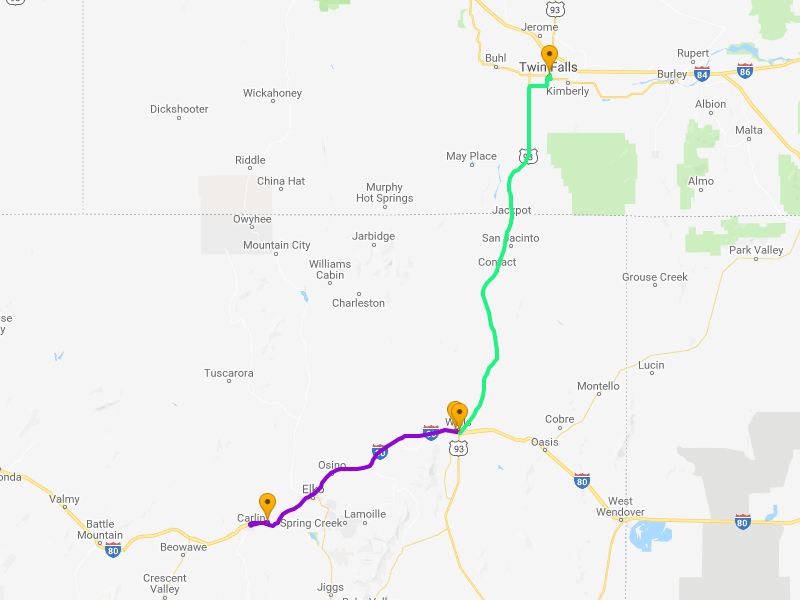 93
Jerome
Buhl
Twin Falls
Rupert
84
86
Burley
Kimberly
Wickahoney
Albion
Dickshooter
Malta
May Place
93
Riddle
China Hat
Almo
Murphy
Hot Springs
Jackpot
Owyhee
Jarbidge
San Jacinto
Mountain City
Park Valley
Williams
Cabin
Contact
Grouse Creek
Charleston
se
y
Lucin
Tuscarora
Montello
Cobre
80
93
Oasis
80
Osino
onda
80
Elko
Valmy
West
Wendover
Carlin
Spring Creek
Lamoille
Battle
Mountain
80
80
Beowawe
Crescent
Valley
Jiggs